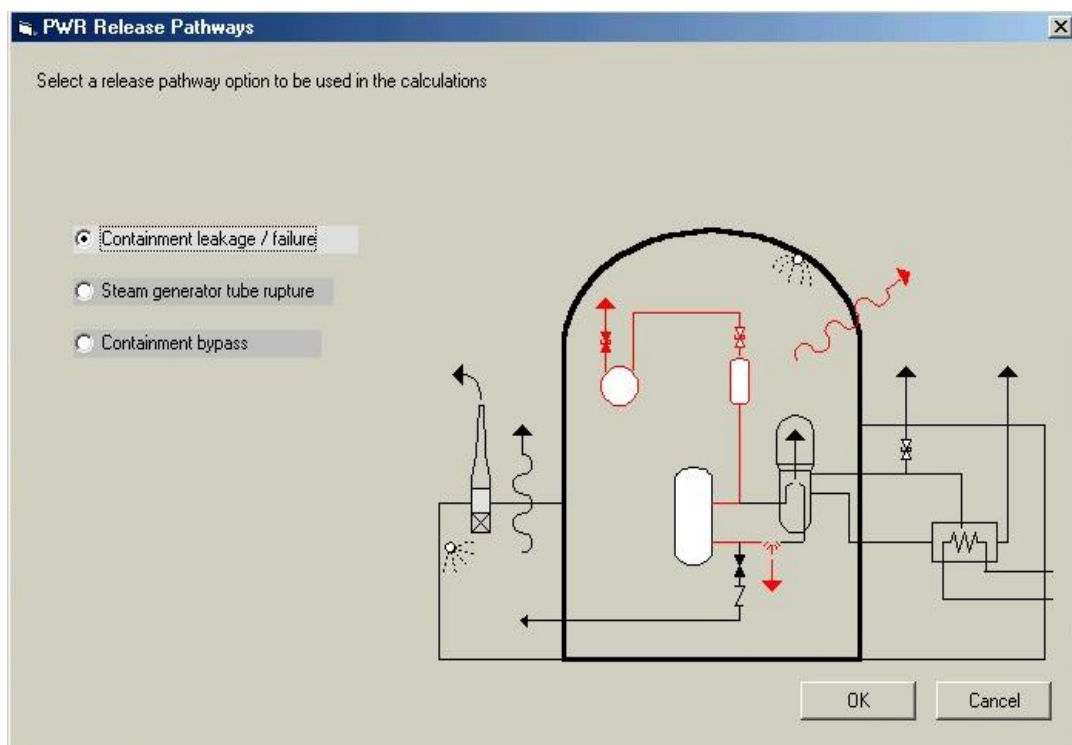 PWR Release Pathways
Select a release pathway option to be used in the calculations
Containment leakage / failure
Steam generator tube rupture
Containment bypass
OK
Cancel